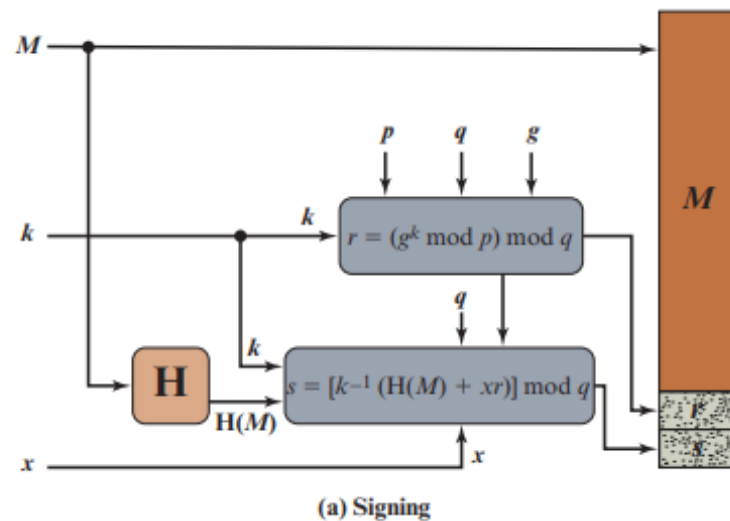 M
p q g
M
k
k
r = (g^k mod p) mod q
q
k
H
s = [k^–1 (H(M) + xr)] mod q
r
H(M)
s
x
x
(a) Signing